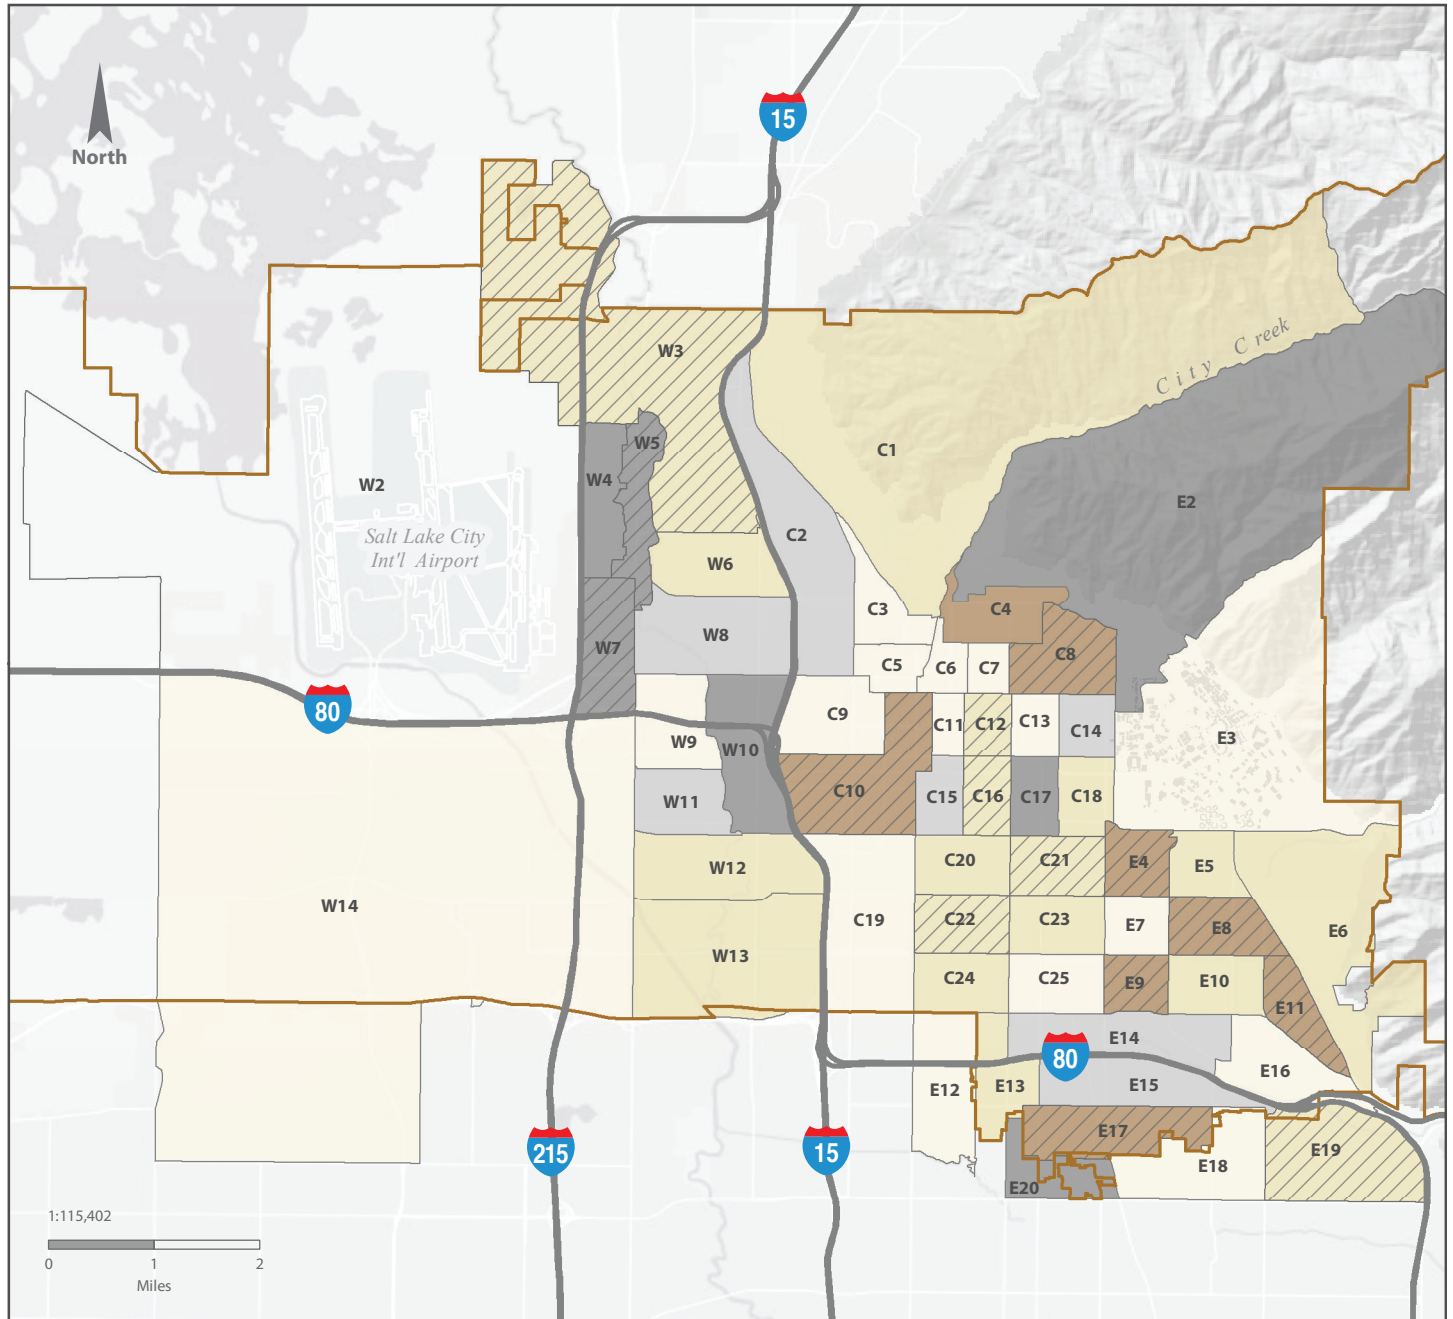 15
North
W3
City Creek
C1
W5
W4
W2
E2
Salt Lake City
Int'l Airport
C2
W6
C3
C4
W8
W7
C8
C5
C6
C7
80
C9
C11
C12
C13
C14
E3
W9
W10
C10
C15
C16
C17
C18
W11
W12
C20
C21
E4
E5
W14
C19
C22
C23
E7
E8
E6
W13
C24
C25
E9
E10
E11
E14
80
E12
E13
E15
E16
215
15
E17
E18
E19
E20
1:115,402
0 1 2
Miles